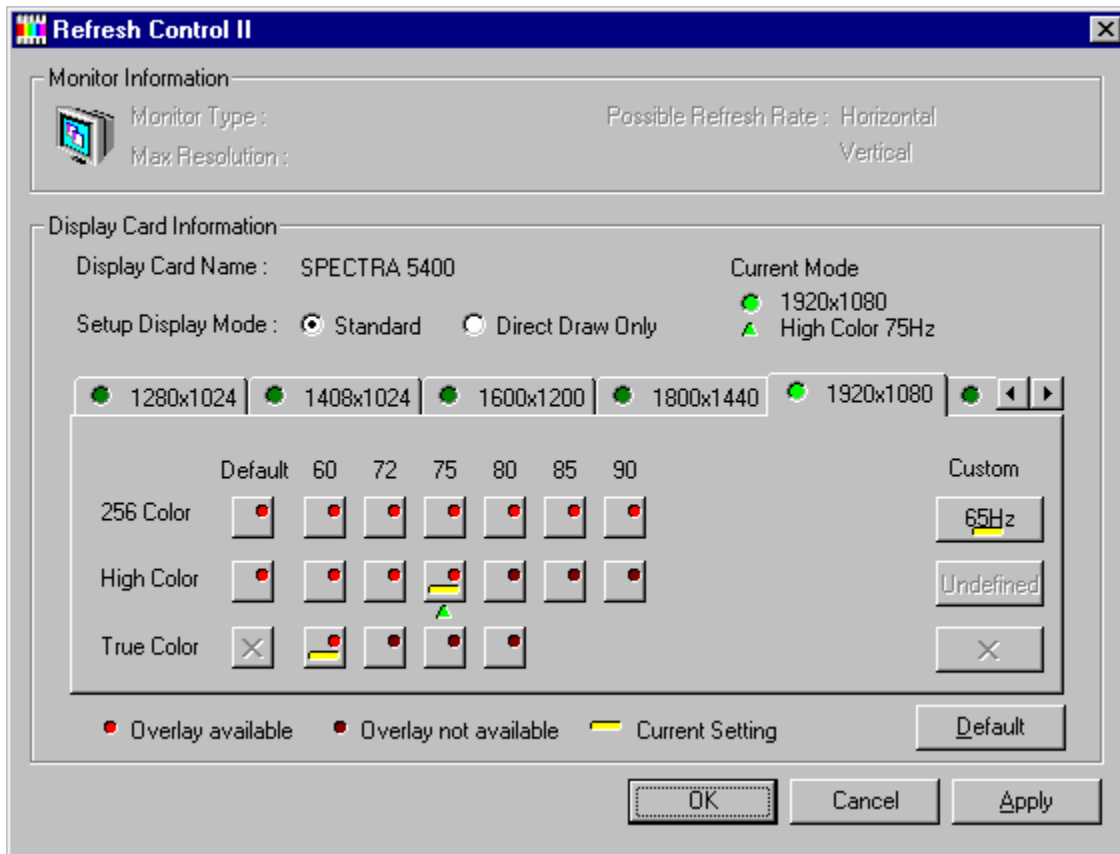 Refresh Control II
Monitor Information
Monitor Type :
Possible Refresh Rate : Horizontal
Max Resolution :
Vertical
Display Card Information
Display Card Name : SPECTRA 5400
Current Mode
1920x1080
Setup Display Mode : Standard Direct Draw Only
High Color 75Hz
1280x1024 1408x1024 1600x1200 1800x1440 1920x1080
Default 60 72 75 80 85 90 Custom
256 Color 65Hz
High Color Undefined
True Color
Overlay available Overlay not available Current Setting Default
OK Cancel Apply